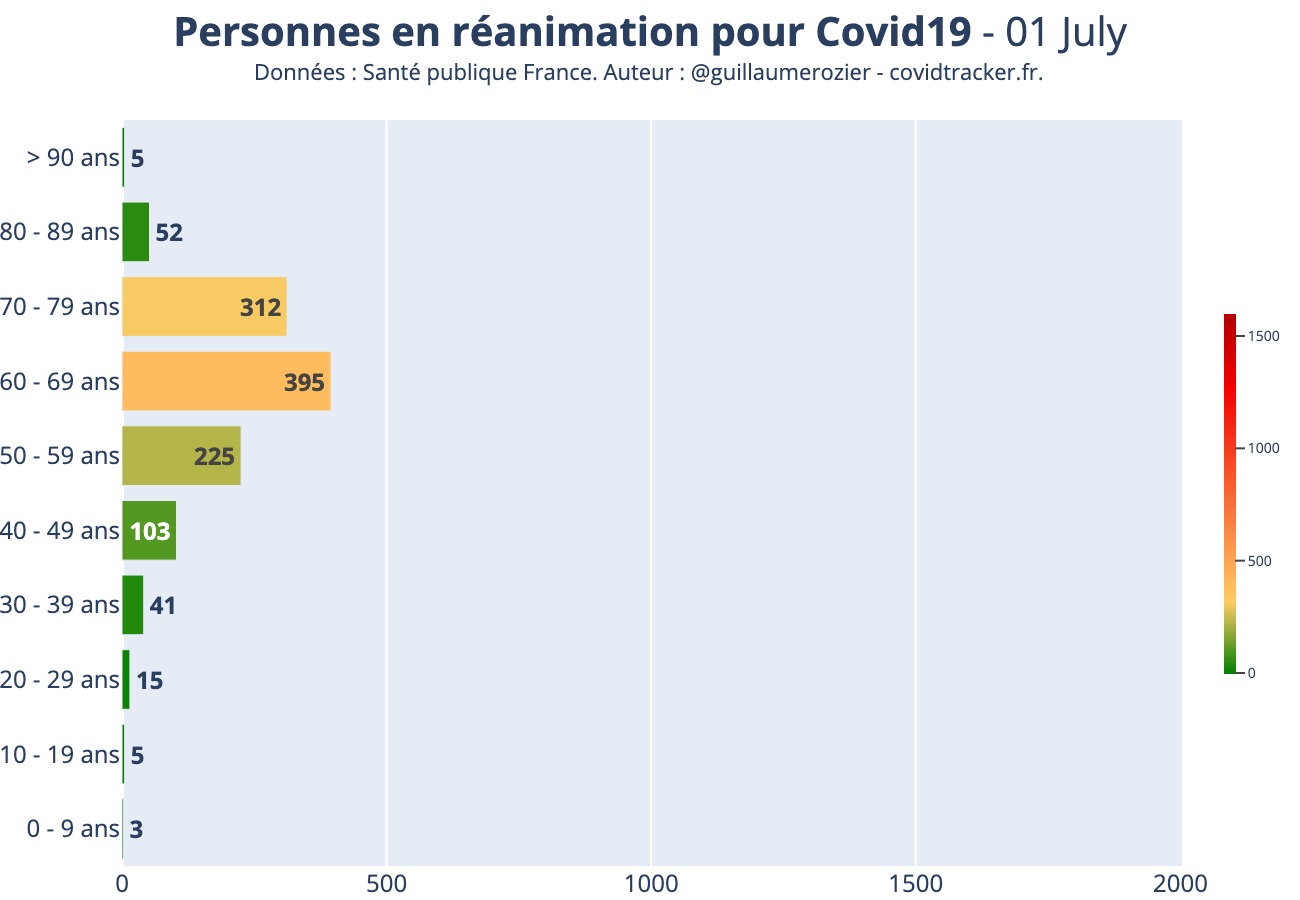 Personnes en réanimation pour Covid19 - 01 July
Données : Santé publique France. Auteur : @guillaumerozier - covidtracker.fr.
> 90 ans 5
80 - 89 ans 52
70 - 79 ans 312
60 - 69 ans 395
50 - 59 ans 225
40 - 49 ans 103
30 - 39 ans 41
20 - 29 ans 15
10 - 19 ans 5
0 - 9 ans 3
0 500 1000 1500 2000
1500
1000
500
0